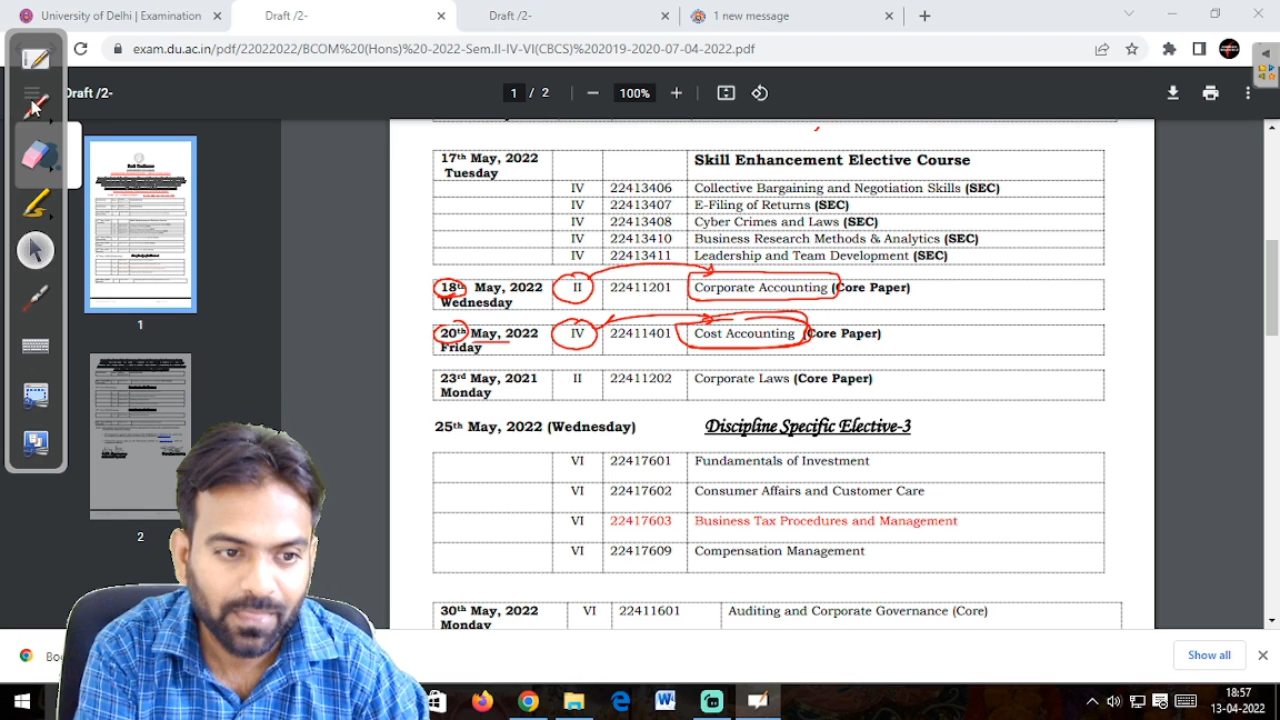 University of Delhi | Examination
Draft /2-
Draft /2-
1 new message
exam.du.ac.in/pdf/22022022/BCOM%20(Hons)%20-2022-Sem.II-IV-VI(CBCS)%202019-2020-07-04-2022.pdf
Draft /2-
1 / 2
100%
17th May, 2022 Skill Enhancement Elective Course
Tuesday
IV 22413403 Collective Bargaining and Negotiation Skills (SEC)
IV 22413407 E-Filing of Returns (SEC)
IV 22413408 Cyber Crimes and Laws (SEC)
IV 22413410 Business Research Methods & Analytics (SEC)
IV 22413411 Leadership and Team Development (SEC)
18th May, 2022 II 22411201 Corporate Accounting (Core Paper)
Wednesday
20th May, 2022 IV 22411401 Cost Accounting (Core Paper)
Friday
23rd May, 2021 II 22411202 Corporate Laws (Core Paper)
Monday
25th May, 2022 (Wednesday) Discipline Specific Elective-3
VI 22417601 Fundamentals of Investment
VI 22417602 Consumer Affairs and Customer Care
VI 22417603 Business Tax Procedures and Management
VI 22417609 Compensation Management
30th May, 2022 VI 22411601 Auditing and Corporate Governance (Core)
Monday
1
2
Show all
18:57
13-04-2022